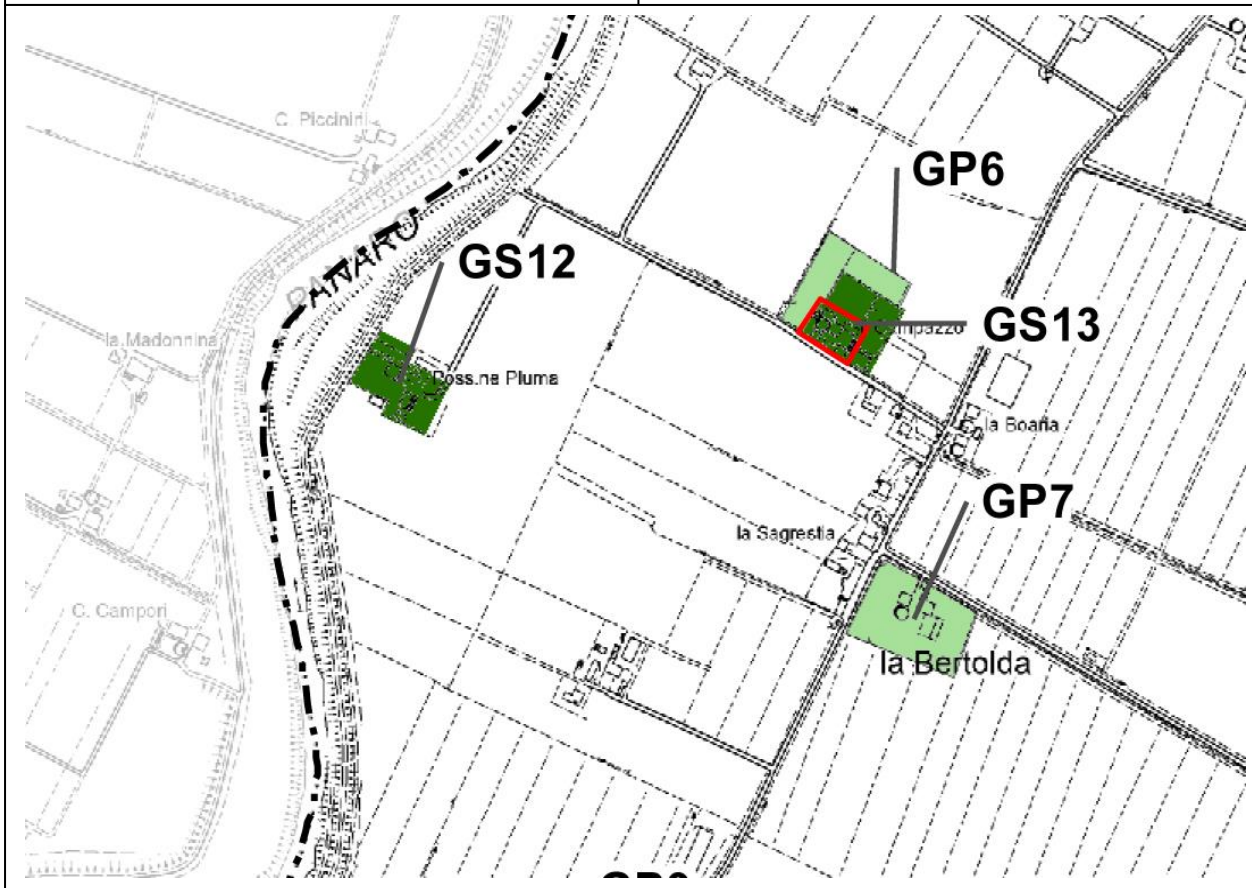 C. Piccinini
GP6
PANARO
GS12
GS13
la Madonnina
Poss.ne Pluma
la Boaria
GP7
la Sagrestia
C. Campori
la Bertolda